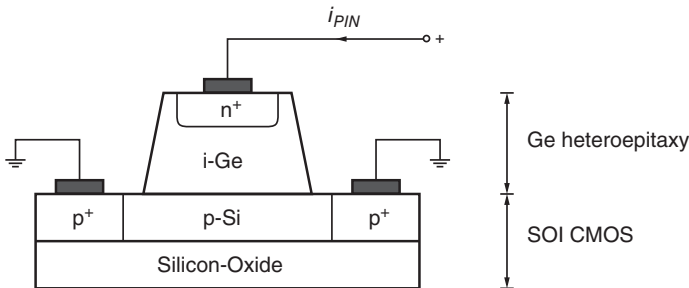 i_PIN
+
n+
i-Ge
Ge heteroepitaxy
p+ p-Si p+
SOI CMOS
Silicon-Oxide